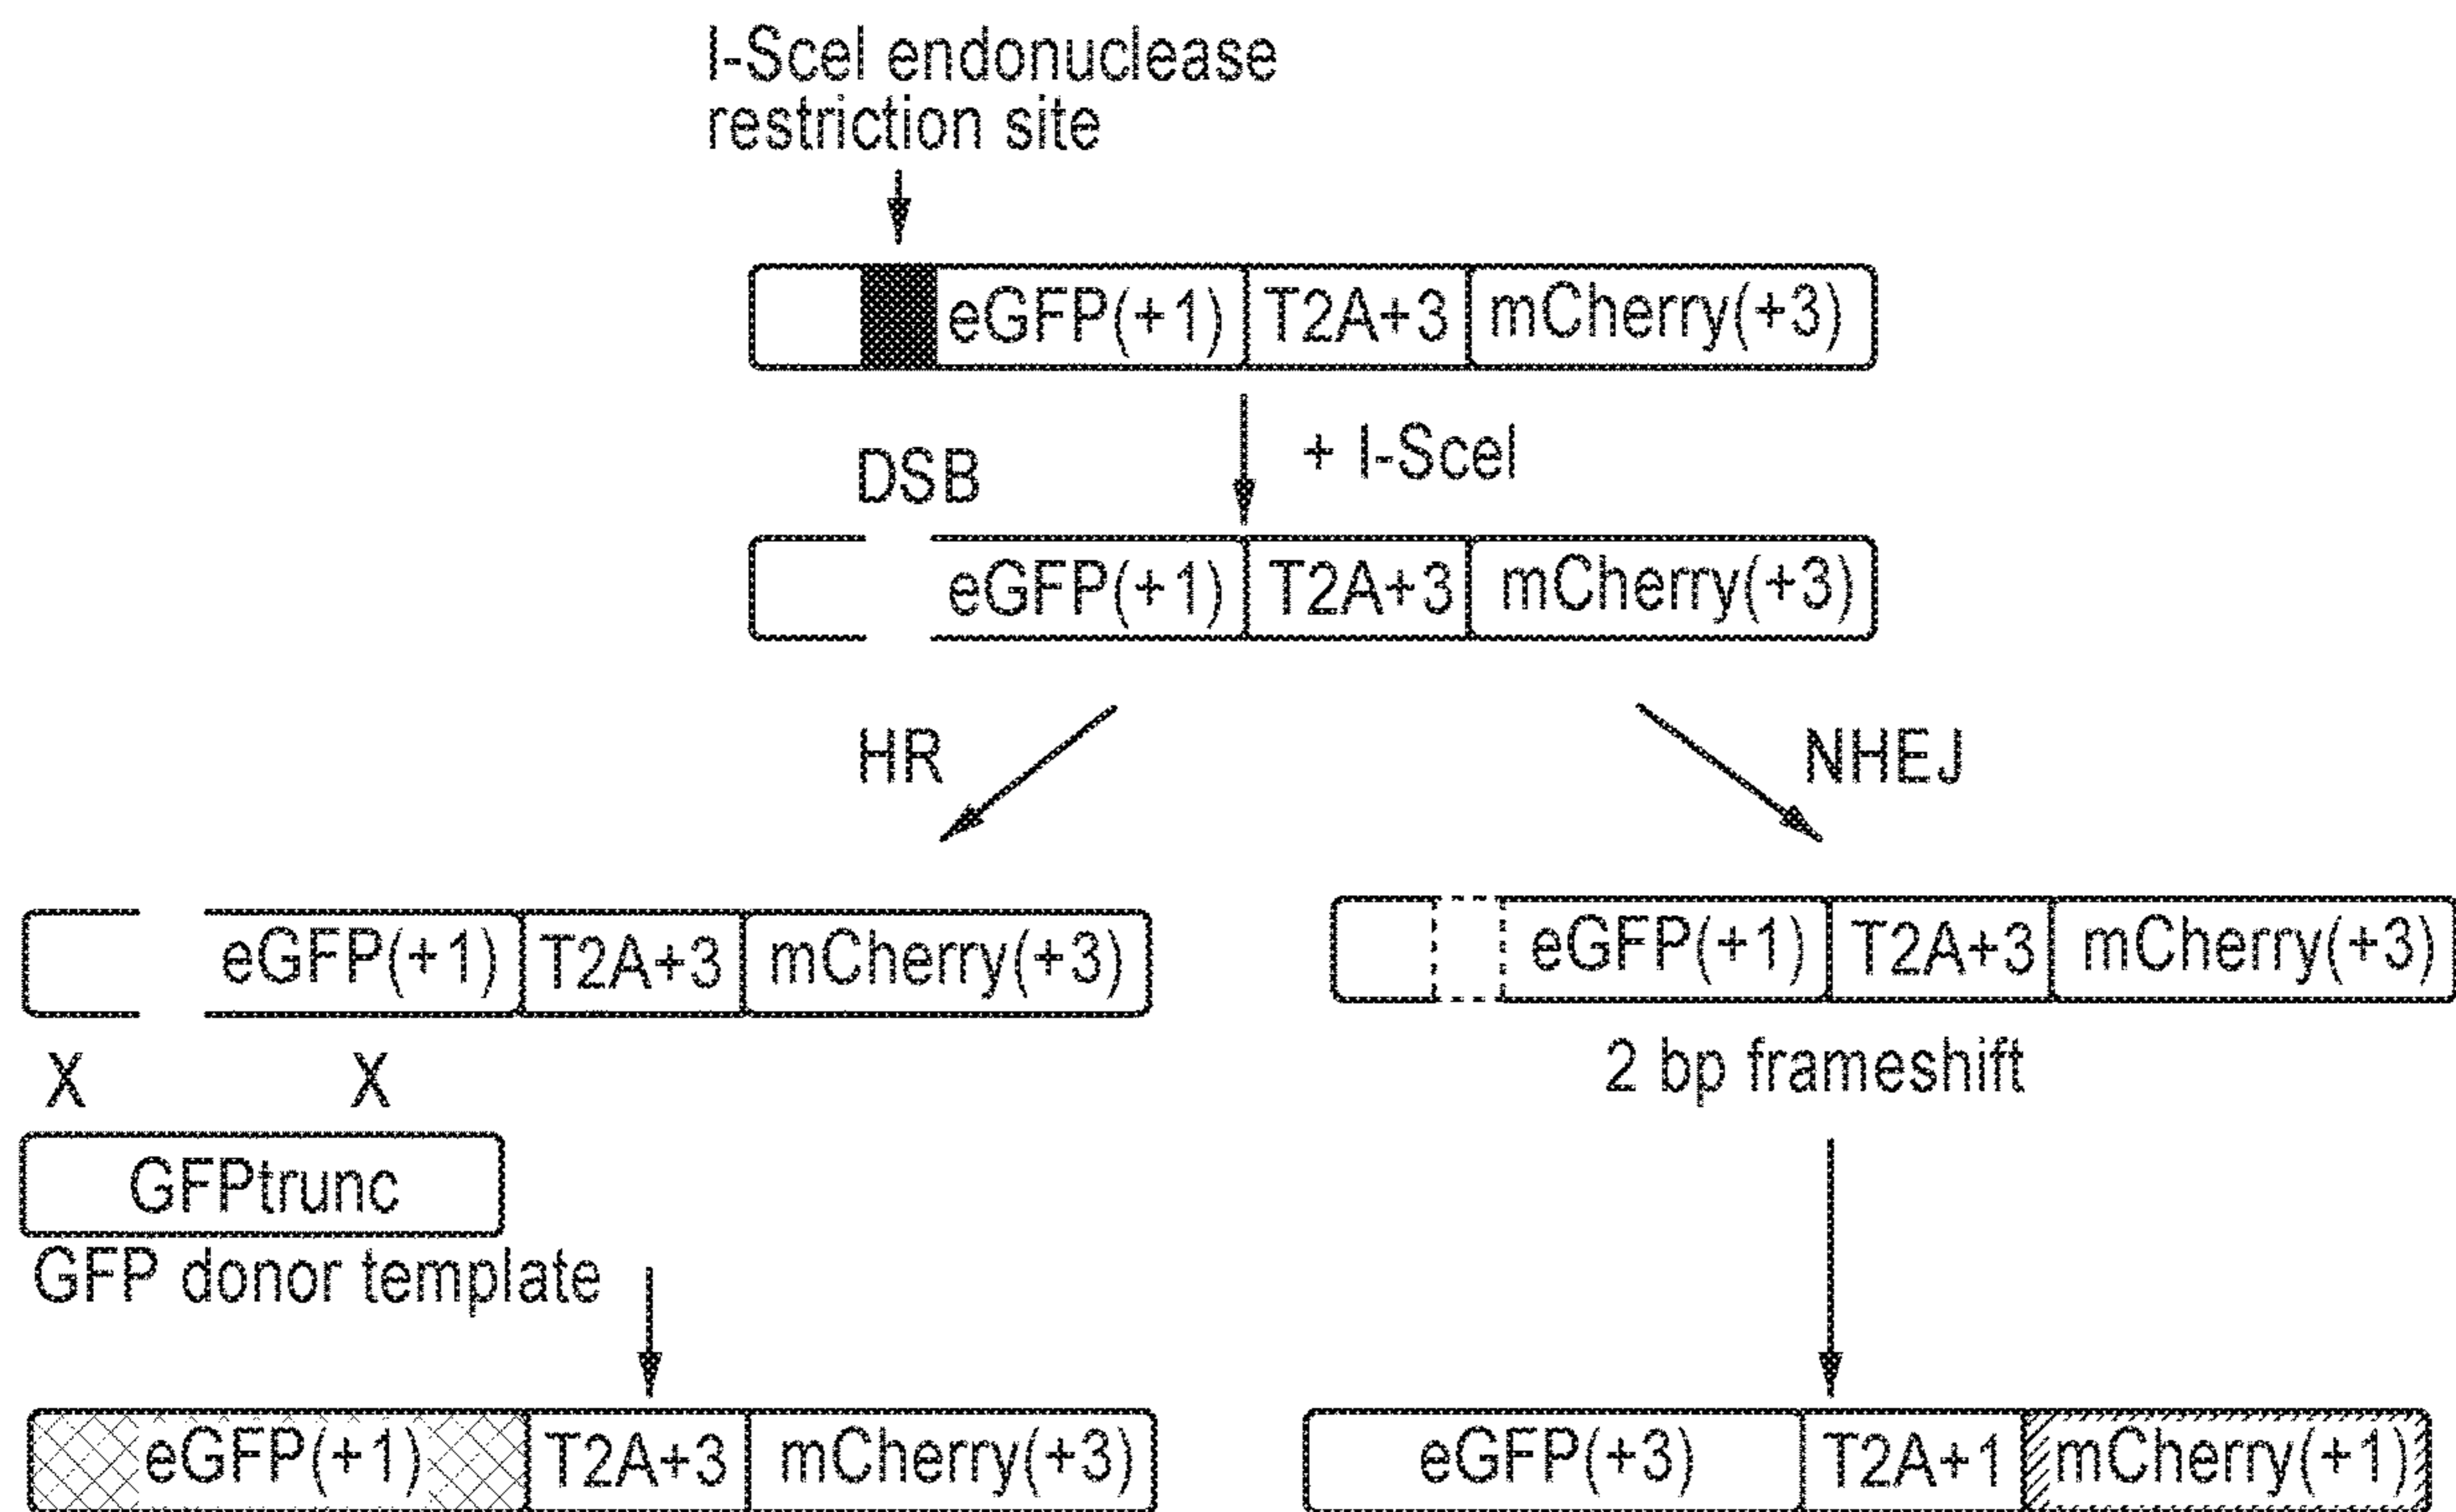 I-SceI endonuclease
restriction site
eGFP(+1) T2A+3 mCherry(+3)
DSB + I-SceI
eGFP(+1) T2A+3 mCherry(+3)
HR NHEJ
eGFP(+1) T2A+3 mCherry(+3)
eGFP(+1) T2A+3 mCherry(+3)
X X
2 bp frameshift
GFPtrunc
GFP donor template
eGFP(+1) T2A+3 mCherry(+3)
eGFP(+3) T2A+1 mCherry(+1)